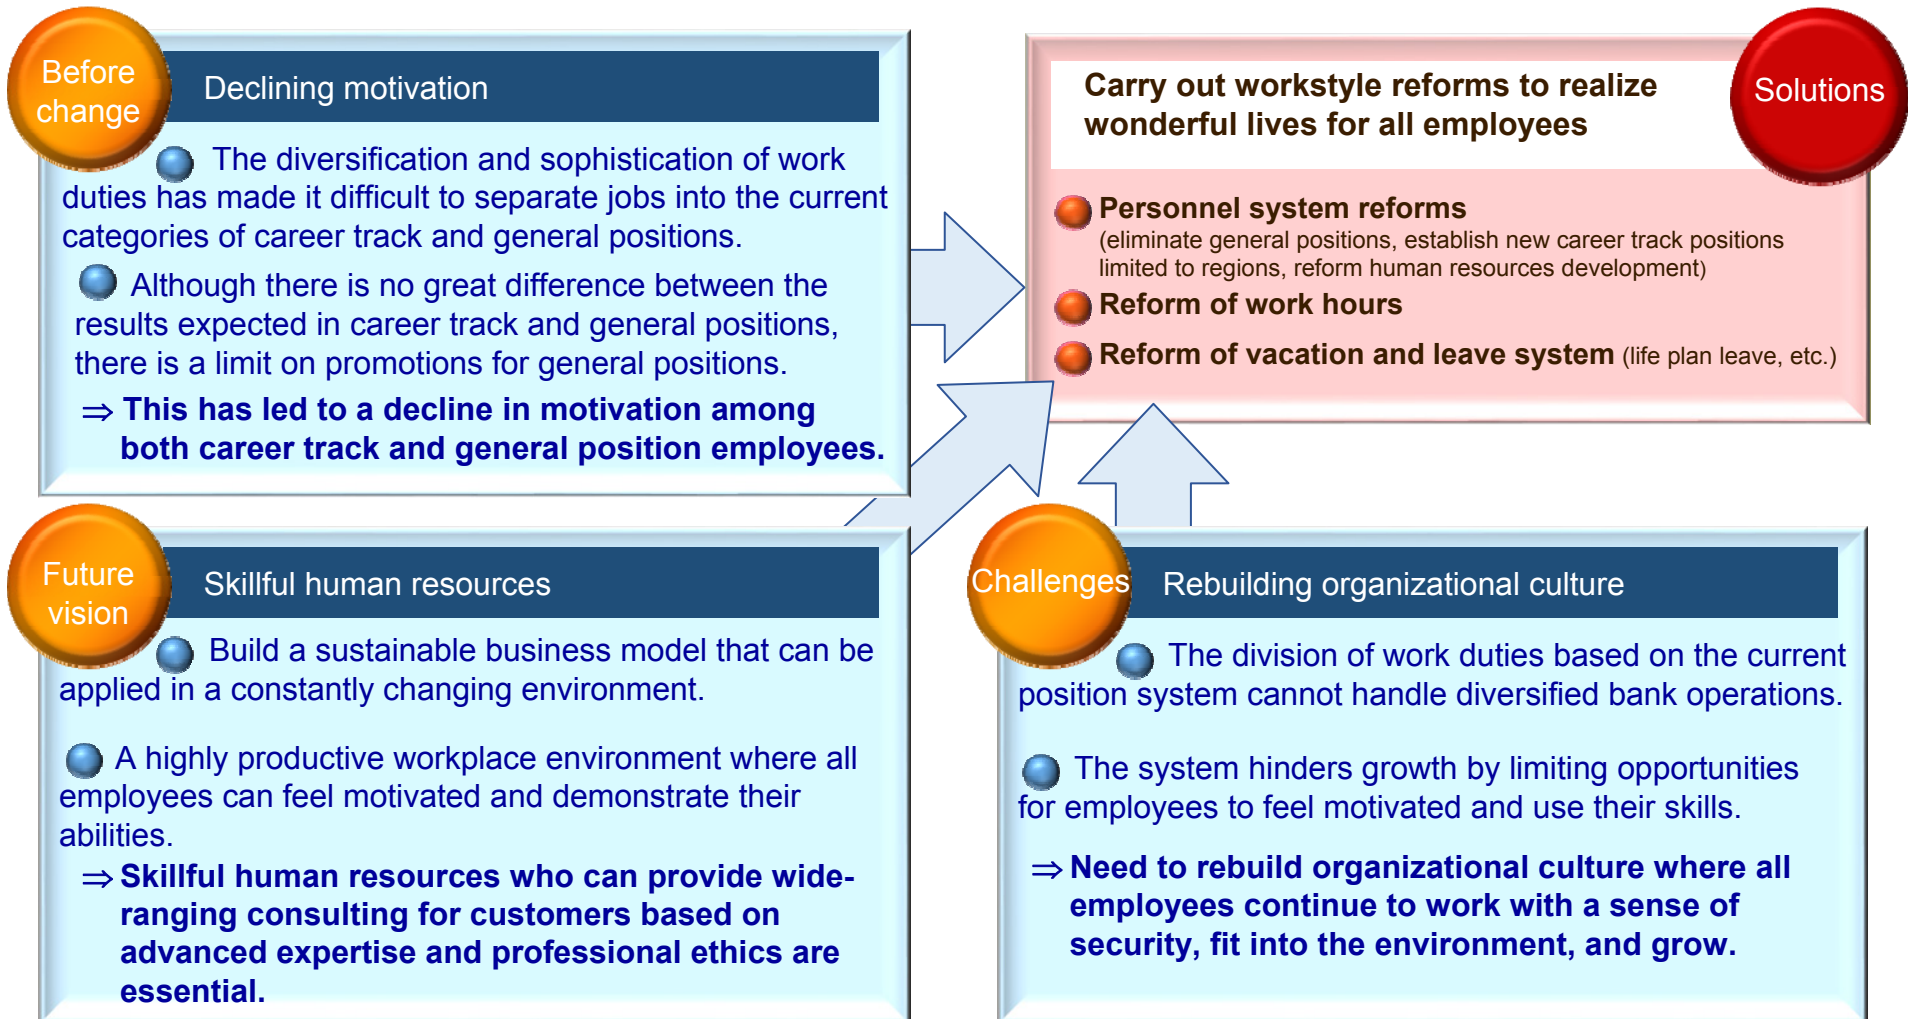 Before
change
Declining motivation
The diversification and sophistication of work
duties has made it difficult to separate jobs into the current
categories of career track and general positions.
Although there is no great difference between the
results expected in career track and general positions,
there is a limit on promotions for general positions.
⇒ This has led to a decline in motivation among
both career track and general position employees.
Solutions
Carry out workstyle reforms to realize
wonderful lives for all employees
Personnel system reforms
(eliminate general positions, establish new career track positions
limited to regions, reform human resources development)
Reform of work hours
Reform of vacation and leave system (life plan leave, etc.)
Future
vision
Skillful human resources
Build a sustainable business model that can be
applied in a constantly changing environment.
A highly productive workplace environment where all
employees can feel motivated and demonstrate their
abilities.
⇒ Skillful human resources who can provide wide-
ranging consulting for customers based on
advanced expertise and professional ethics are
essential.
Challenges
Rebuilding organizational culture
The division of work duties based on the current
position system cannot handle diversified bank operations.
The system hinders growth by limiting opportunities
for employees to feel motivated and use their skills.
⇒ Need to rebuild organizational culture where all
employees continue to work with a sense of
security, fit into the environment, and grow.